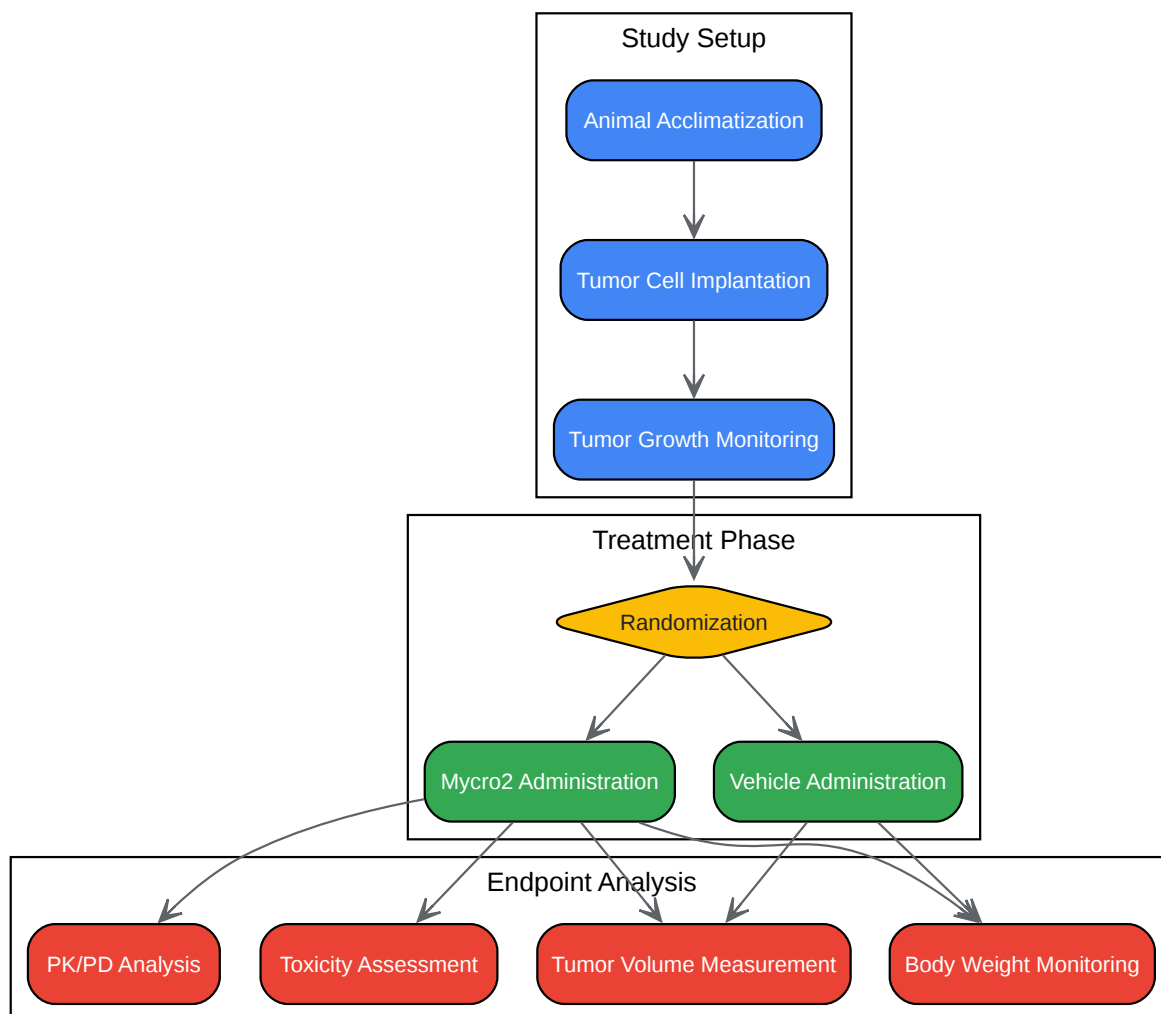 Study Setup
Animal Acclimatization
Tumor Cell Implantation
Tumor Growth Monitoring
Treatment Phase
Randomization
Mycro2 Administration
Vehicle Administration
Endpoint Analysis
PK/PD Analysis
Toxicity Assessment
Tumor Volume Measurement
Body Weight Monitoring